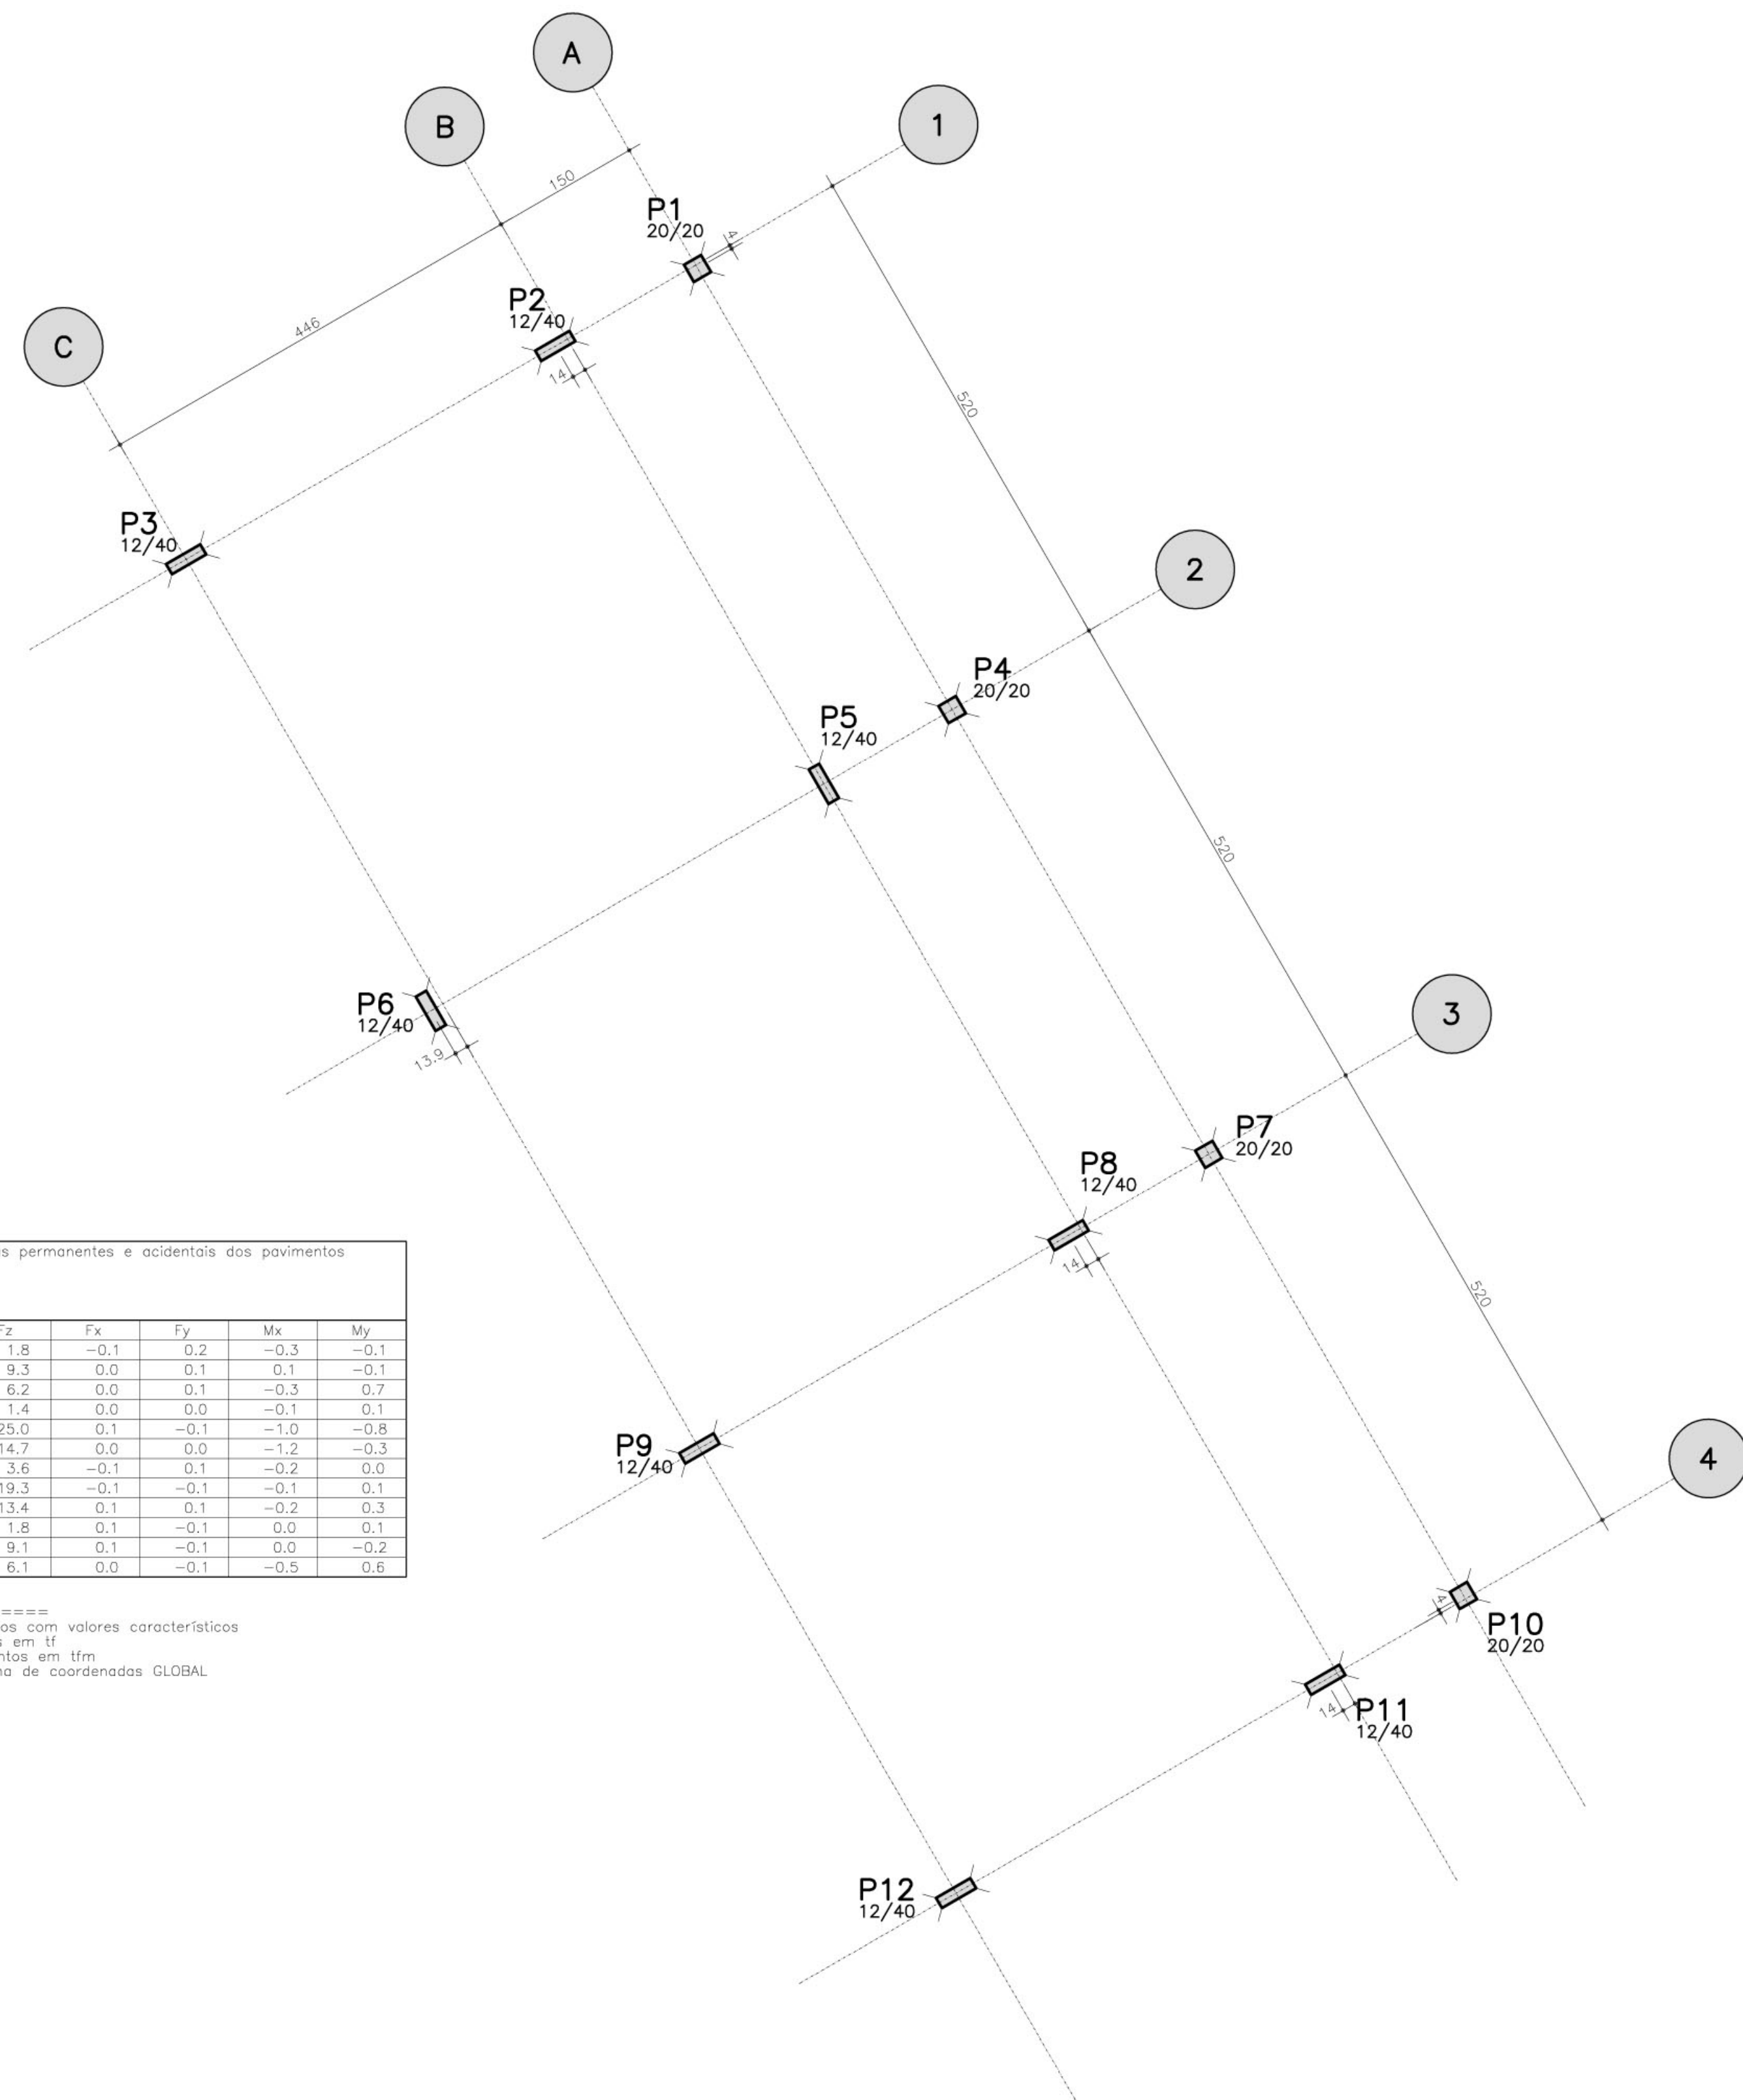 A
B
1
150
P1
20/20
4
P2
12/40
446
14
C
520
P3
12/40
2
P4
20/20
P5
12/40
520
P6
12/40
13.9
3
P7
20/20
P8
12/40
14
s permanentes e acidentais dos pavimentos
Fz Fx Fy Mx My
1.8 −0.1 0.2 −0.3 −0.1
9.3 0.0 0.1 0.1 −0.1
6.2 0.0 0.1 −0.3 0.7
1.4 0.0 0.0 −0.1 0.1
25.0 0.1 −0.1 −1.0 −0.8
14.7 0.0 0.0 −1.2 −0.3
3.6 −0.1 0.1 −0.2 0.0
19.3 −0.1 −0.1 −0.1 0.1
13.4 0.1 0.1 −0.2 0.3
1.8 0.1 −0.1 0.0 0.1
9.1 0.1 −0.1 0.0 −0.2
6.1 0.0 −0.1 −0.5 0.6
520
P9
12/40
4
====
os com valores característicos
s em tf
ntos em tfm
na de coordenadas GLOBAL
4
P10
20/20
14
P11
12/40
P12
12/40